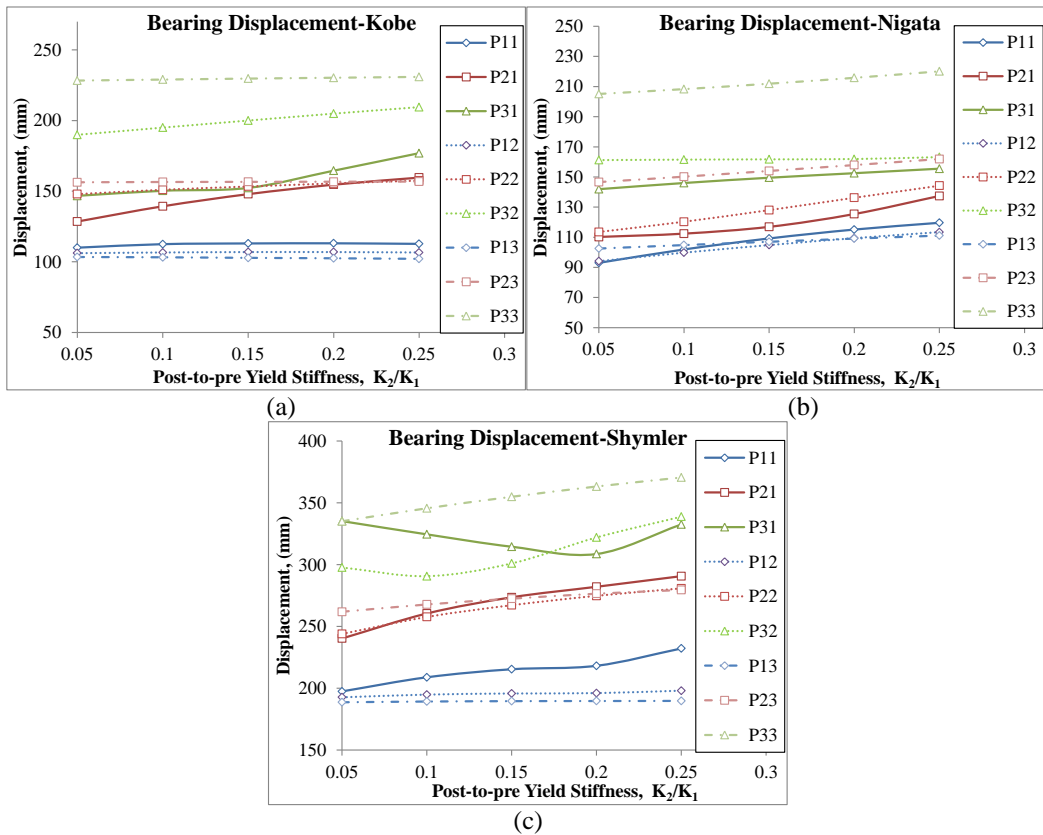 Bearing Displacement-Kobe
Displacement, (mm)
250
200
150
100
50
0.05 0.1 0.15 0.2 0.25 0.3
Post-to-pre Yield Stiffness, K₂/K₁
P11
P21
P31
P12
P22
P32
P13
P23
P33
(a)
Bearing Displacement-Nigata
Displacement, (mm)
250
230
210
190
170
150
130
110
90
70
50
0.05 0.1 0.15 0.2 0.25 0.3
Post-to-pre Yield Stiffness, K₂/K₁
P11
P21
P31
P12
P22
P32
P13
P23
P33
(b)
Bearing Displacement-Shymler
Displacement, (mm)
400
350
300
250
200
150
0.05 0.1 0.15 0.2 0.25 0.3
Post-to-pre Yield Stiffness, K₂/K₁
P11
P21
P31
P12
P22
P32
P13
P23
P33
(c)